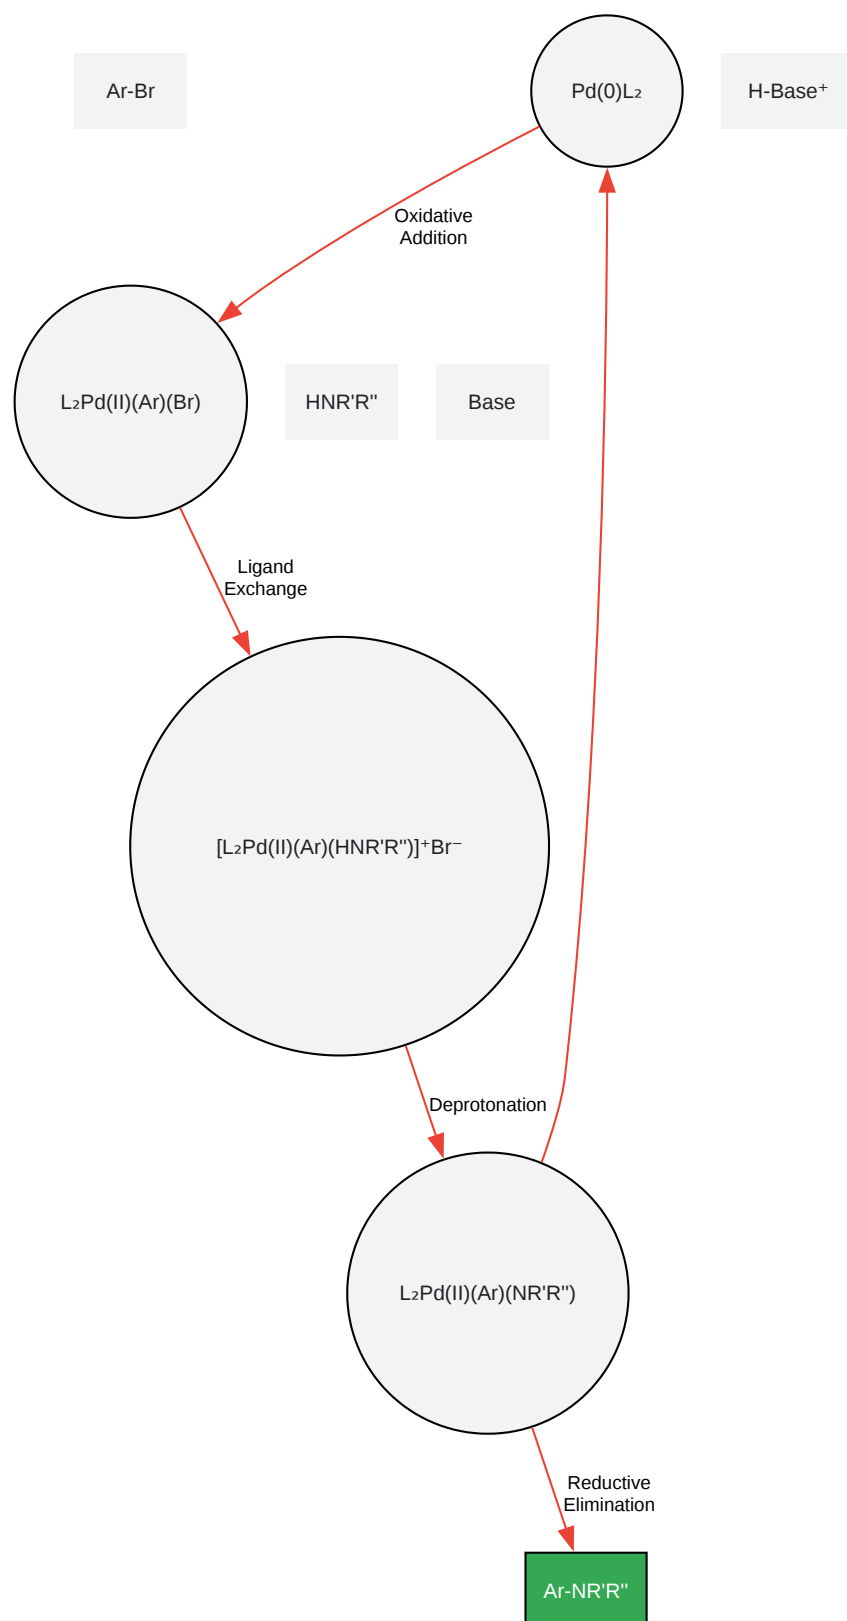 Ar-Br
Pd(0)L₂
H-Base⁺
Oxidative
Addition
L₂Pd(II)(Ar)(Br)
HNR'R"
Base
Ligand
Exchange
[L₂Pd(II)(Ar)(HNR'R")]⁺Br⁻
Deprotonation
L₂Pd(II)(Ar)(NR'R")
Reductive
Elimination
Ar-NR'R"